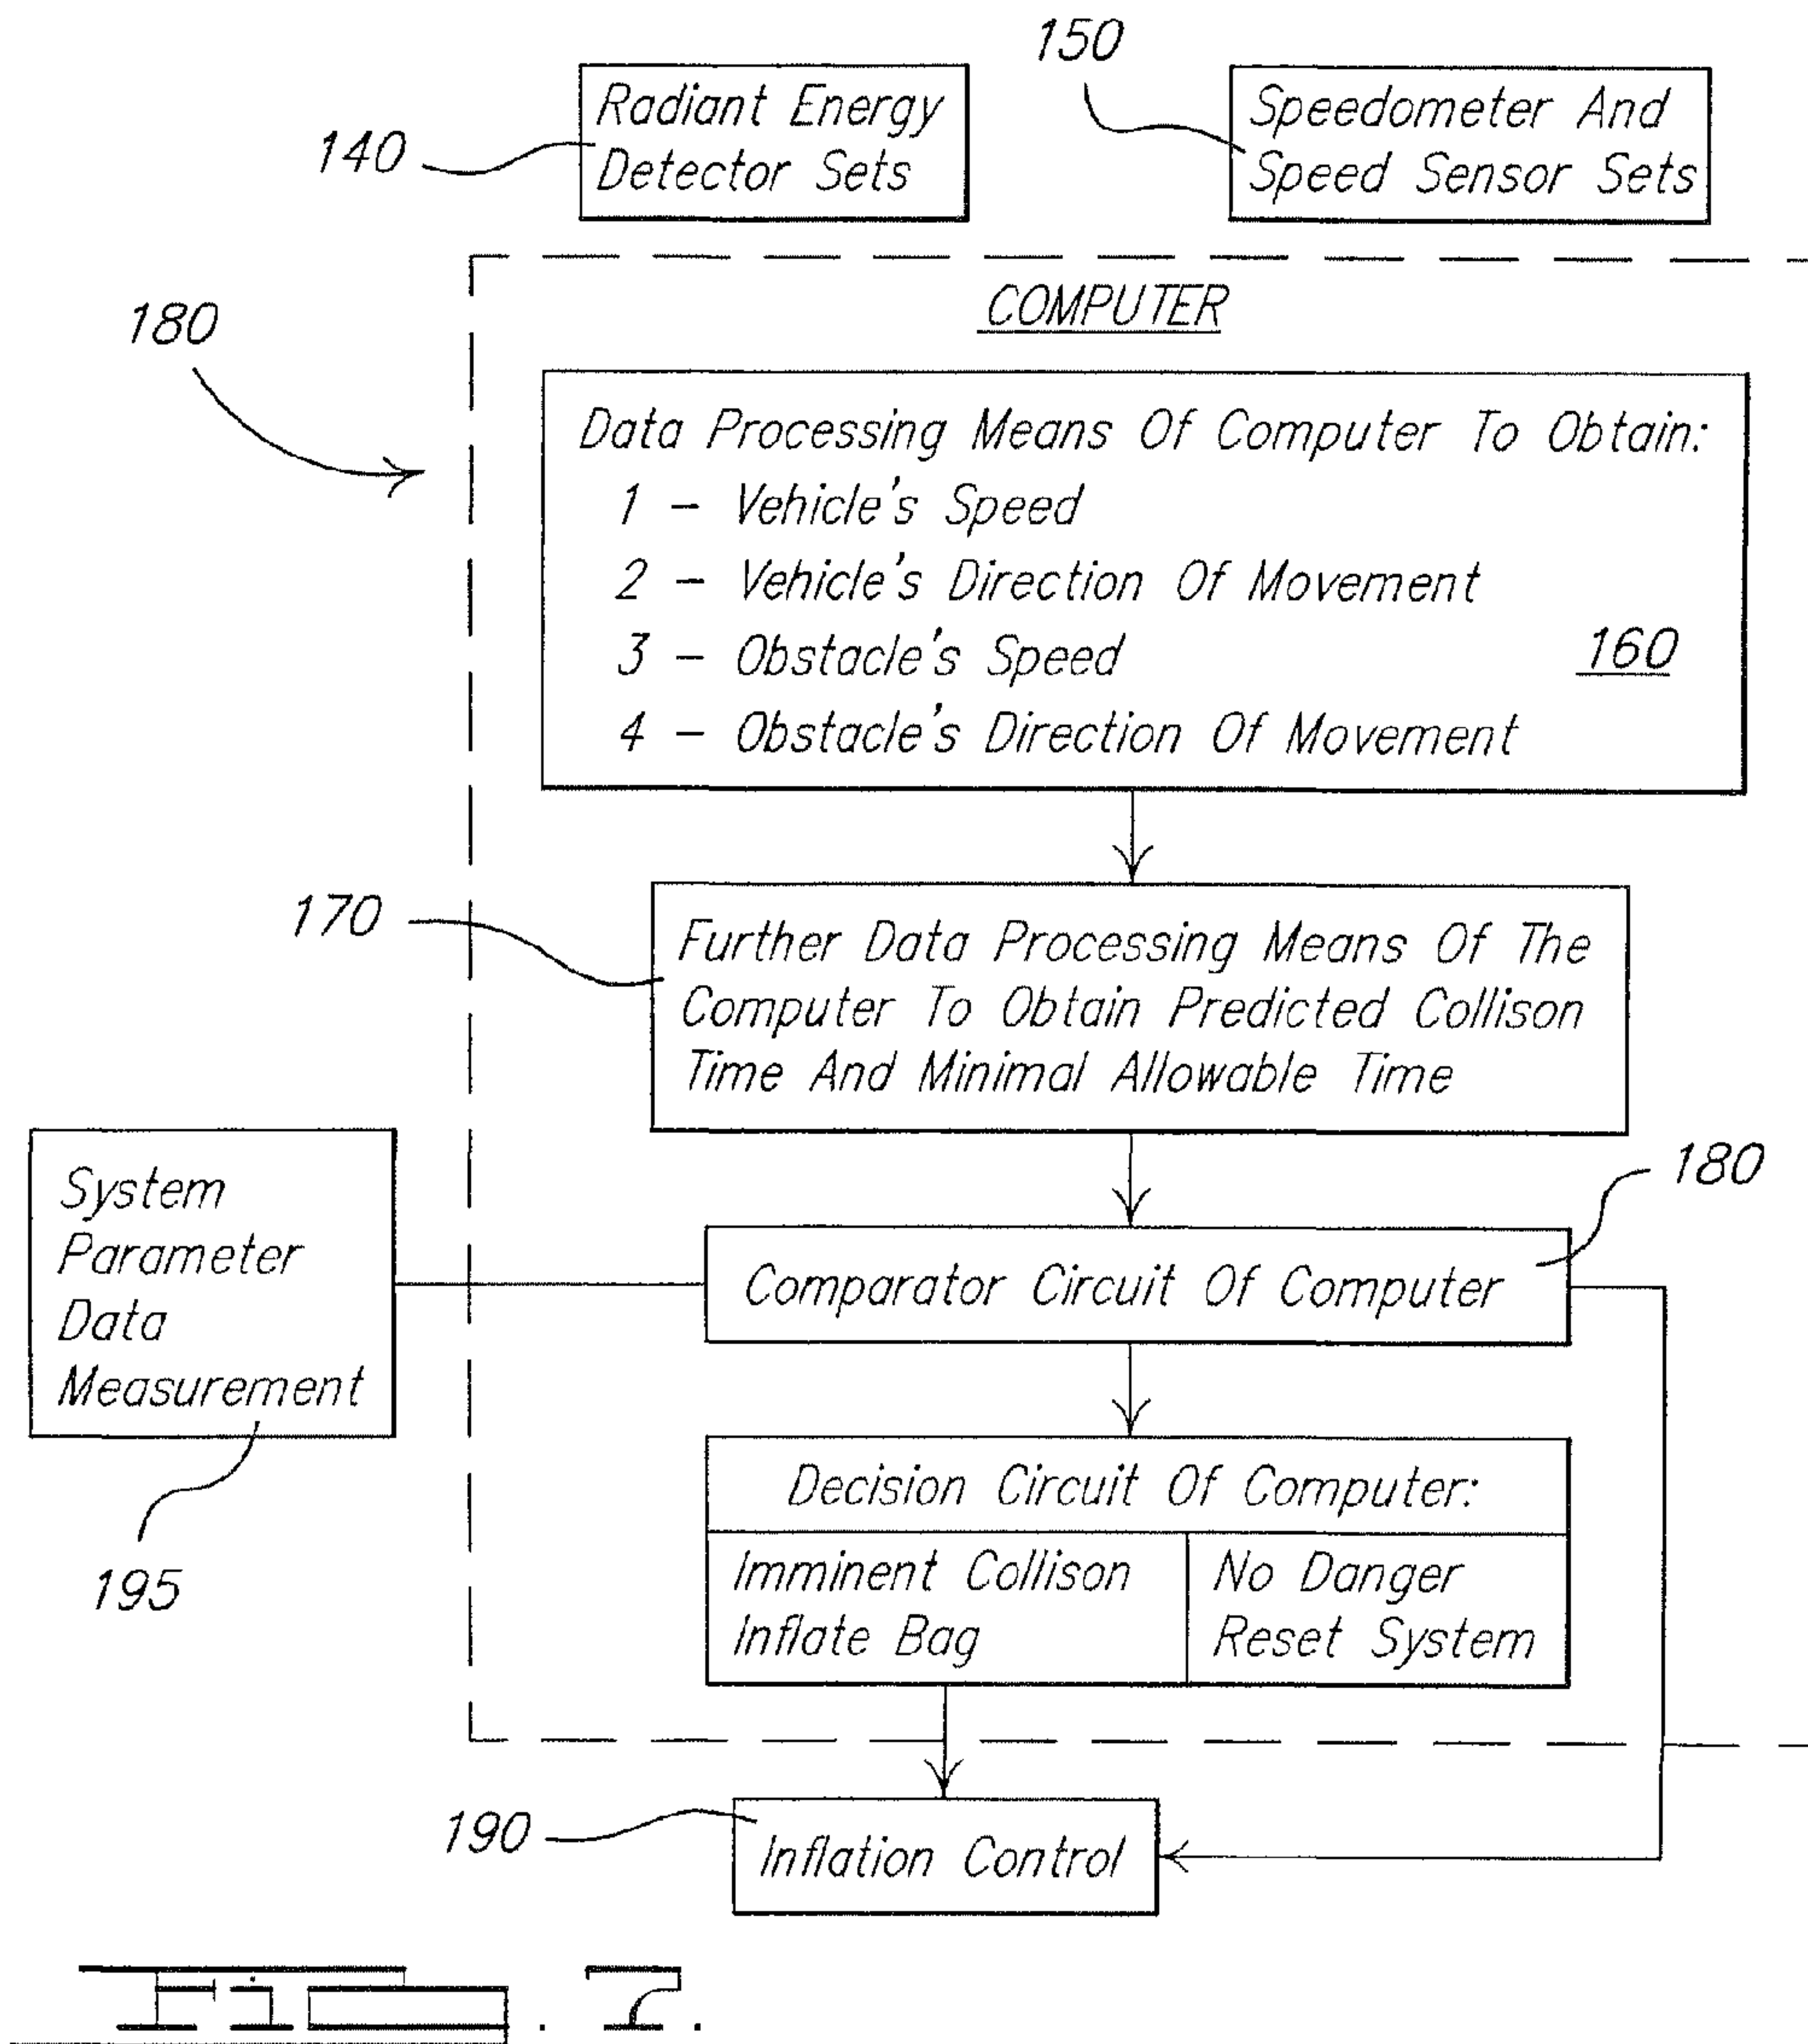 150
Radiant Energy
Detector Sets
140
Speedometer And
Speed Sensor Sets
COMPUTER
180
Data Processing Means Of Computer To Obtain:
1 – Vehicle's Speed
2 – Vehicle's Direction Of Movement
3 – Obstacle's Speed
160
4 – Obstacle's Direction Of Movement
170
Further Data Processing Means Of The
Computer To Obtain Predicted Collison
Time And Minimal Allowable Time
System
Parameter
Data
Measurement
195
180
Comparator Circuit Of Computer
Decision Circuit Of Computer:
Imminent Collison
Inflate Bag
No Danger
Reset System
190
Inflation Control
Fig. 7.